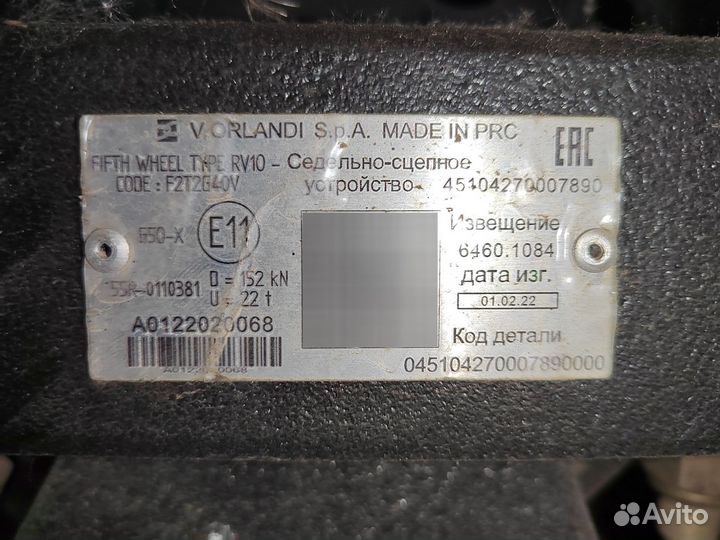 V.ORLANDI S.p.A. MADE IN PRC
EAC
FIFTH WHEEL TYPE RV10 - Седельно-сцепное
CODE : F2T2G40V устройство- 45104270007890
G50-X E11
55R-0110381 D = 152 kN
U = 22 t
A0122020068
Извещение
6460.1084
дата изг.
01.02.22
Код детали
045104270007890000
Avito